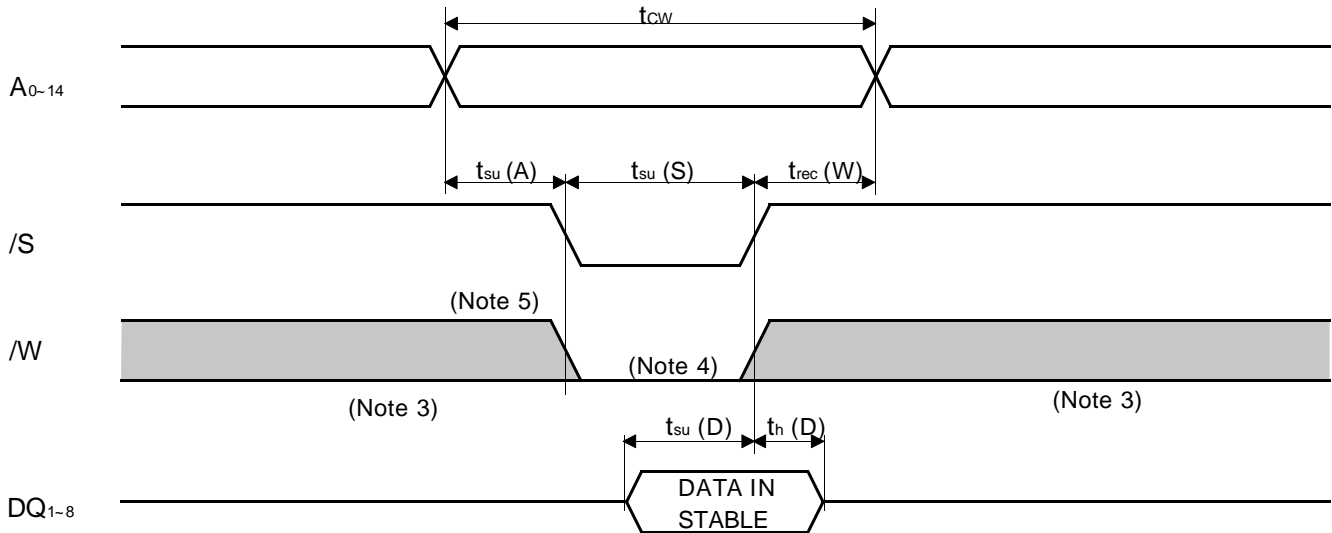 tCW
A0~14
tsu (A) tsu (S) trec (W)
/S
(Note 5)
/W
(Note 4)
(Note 3) (Note 3)
tsu (D) th (D)
DATA IN
DQ1~8
STABLE